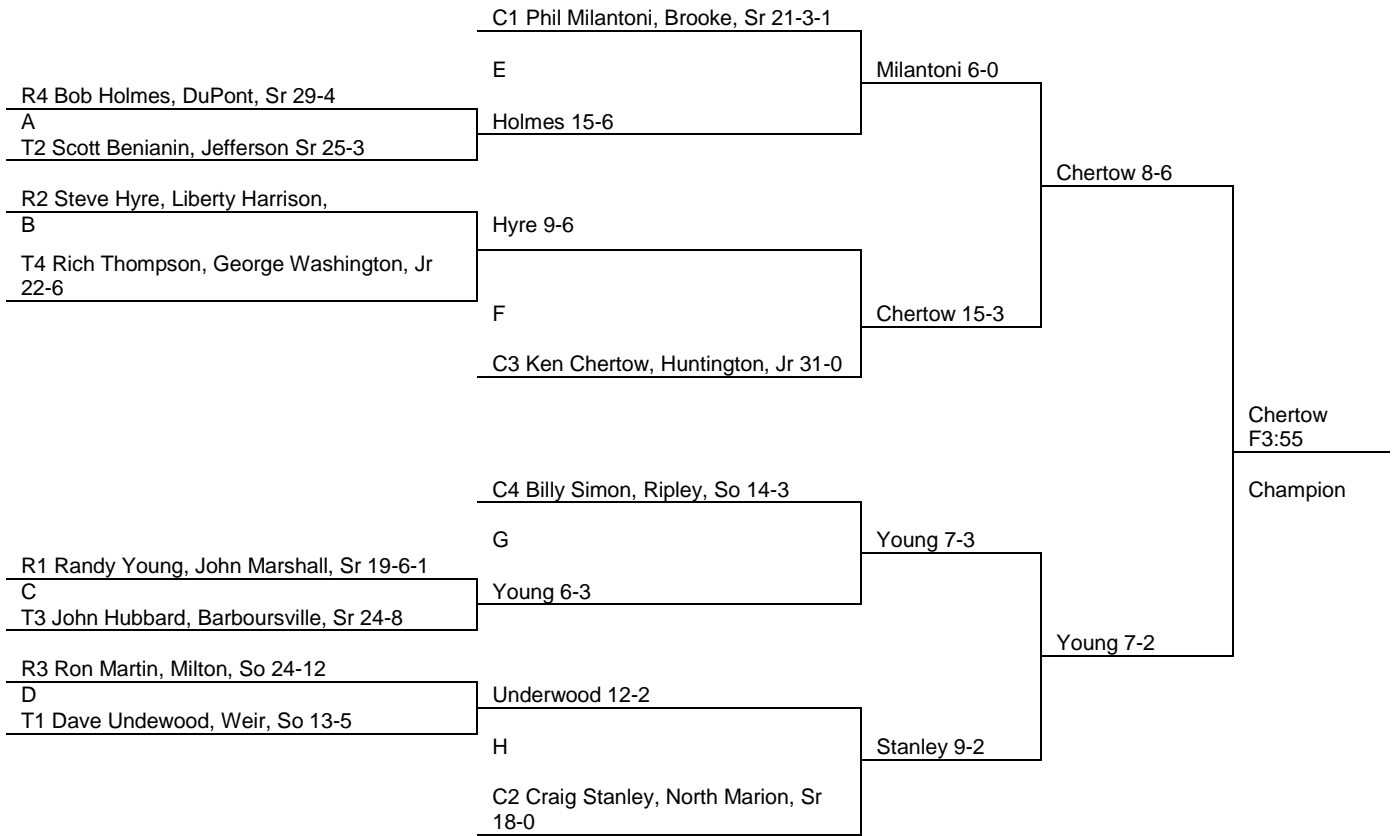 C1 Phil Milantoni, Brooke, Sr 21-3-1
E
Milantoni 6-0
R4 Bob Holmes, DuPont, Sr 29-4
A
Holmes 15-6
T2 Scott Benianin, Jefferson Sr 25-3
Chertow 8-6
R2 Steve Hyre, Liberty Harrison,
B
Hyre 9-6
T4 Rich Thompson, George Washington, Jr
22-6
F
Chertow 15-3
C3 Ken Chertow, Huntington, Jr 31-0
Chertow
F3:55
C4 Billy Simon, Ripley, So 14-3
Champion
G
Young 7-3
R1 Randy Young, John Marshall, Sr 19-6-1
C
Young 6-3
T3 John Hubbard, Barboursville, Sr 24-8
Young 7-2
R3 Ron Martin, Milton, So 24-12
D
Underwood 12-2
T1 Dave Undewood, Weir, So 13-5
H
Stanley 9-2
C2 Craig Stanley, North Marion, Sr
18-0